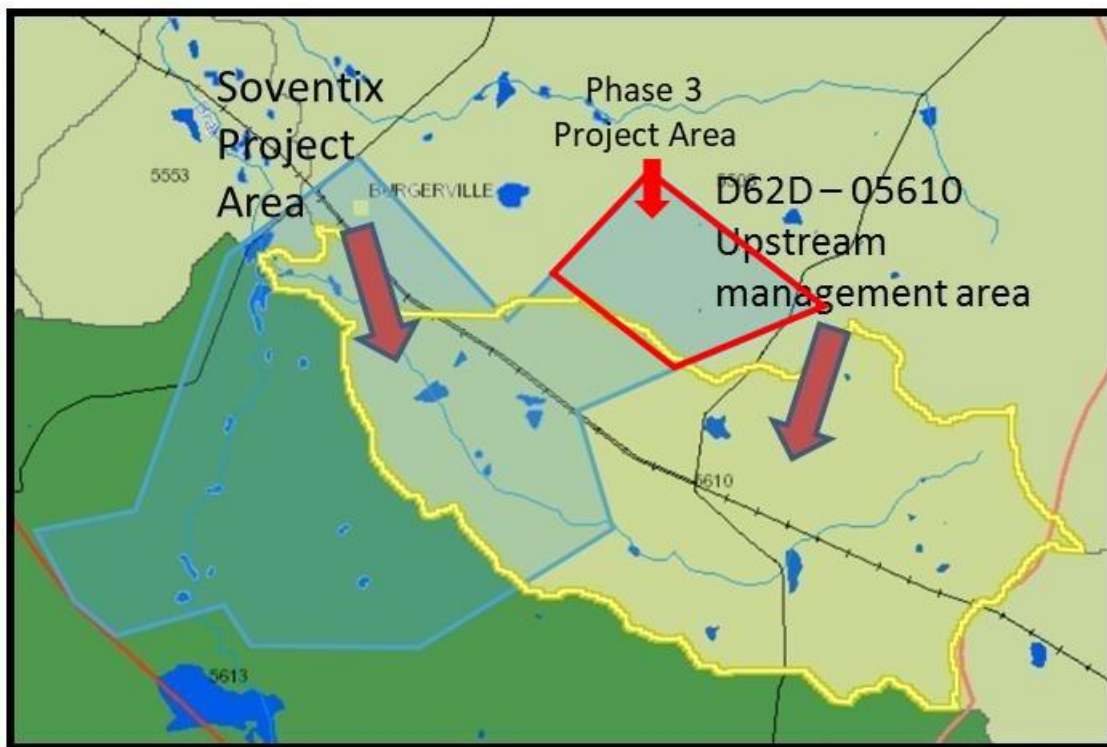 Soventix
Project
Area
Phase 3
Project Area
D62D – 05610
Upstream
management area
5553
BURGERVILLE
5610
5613